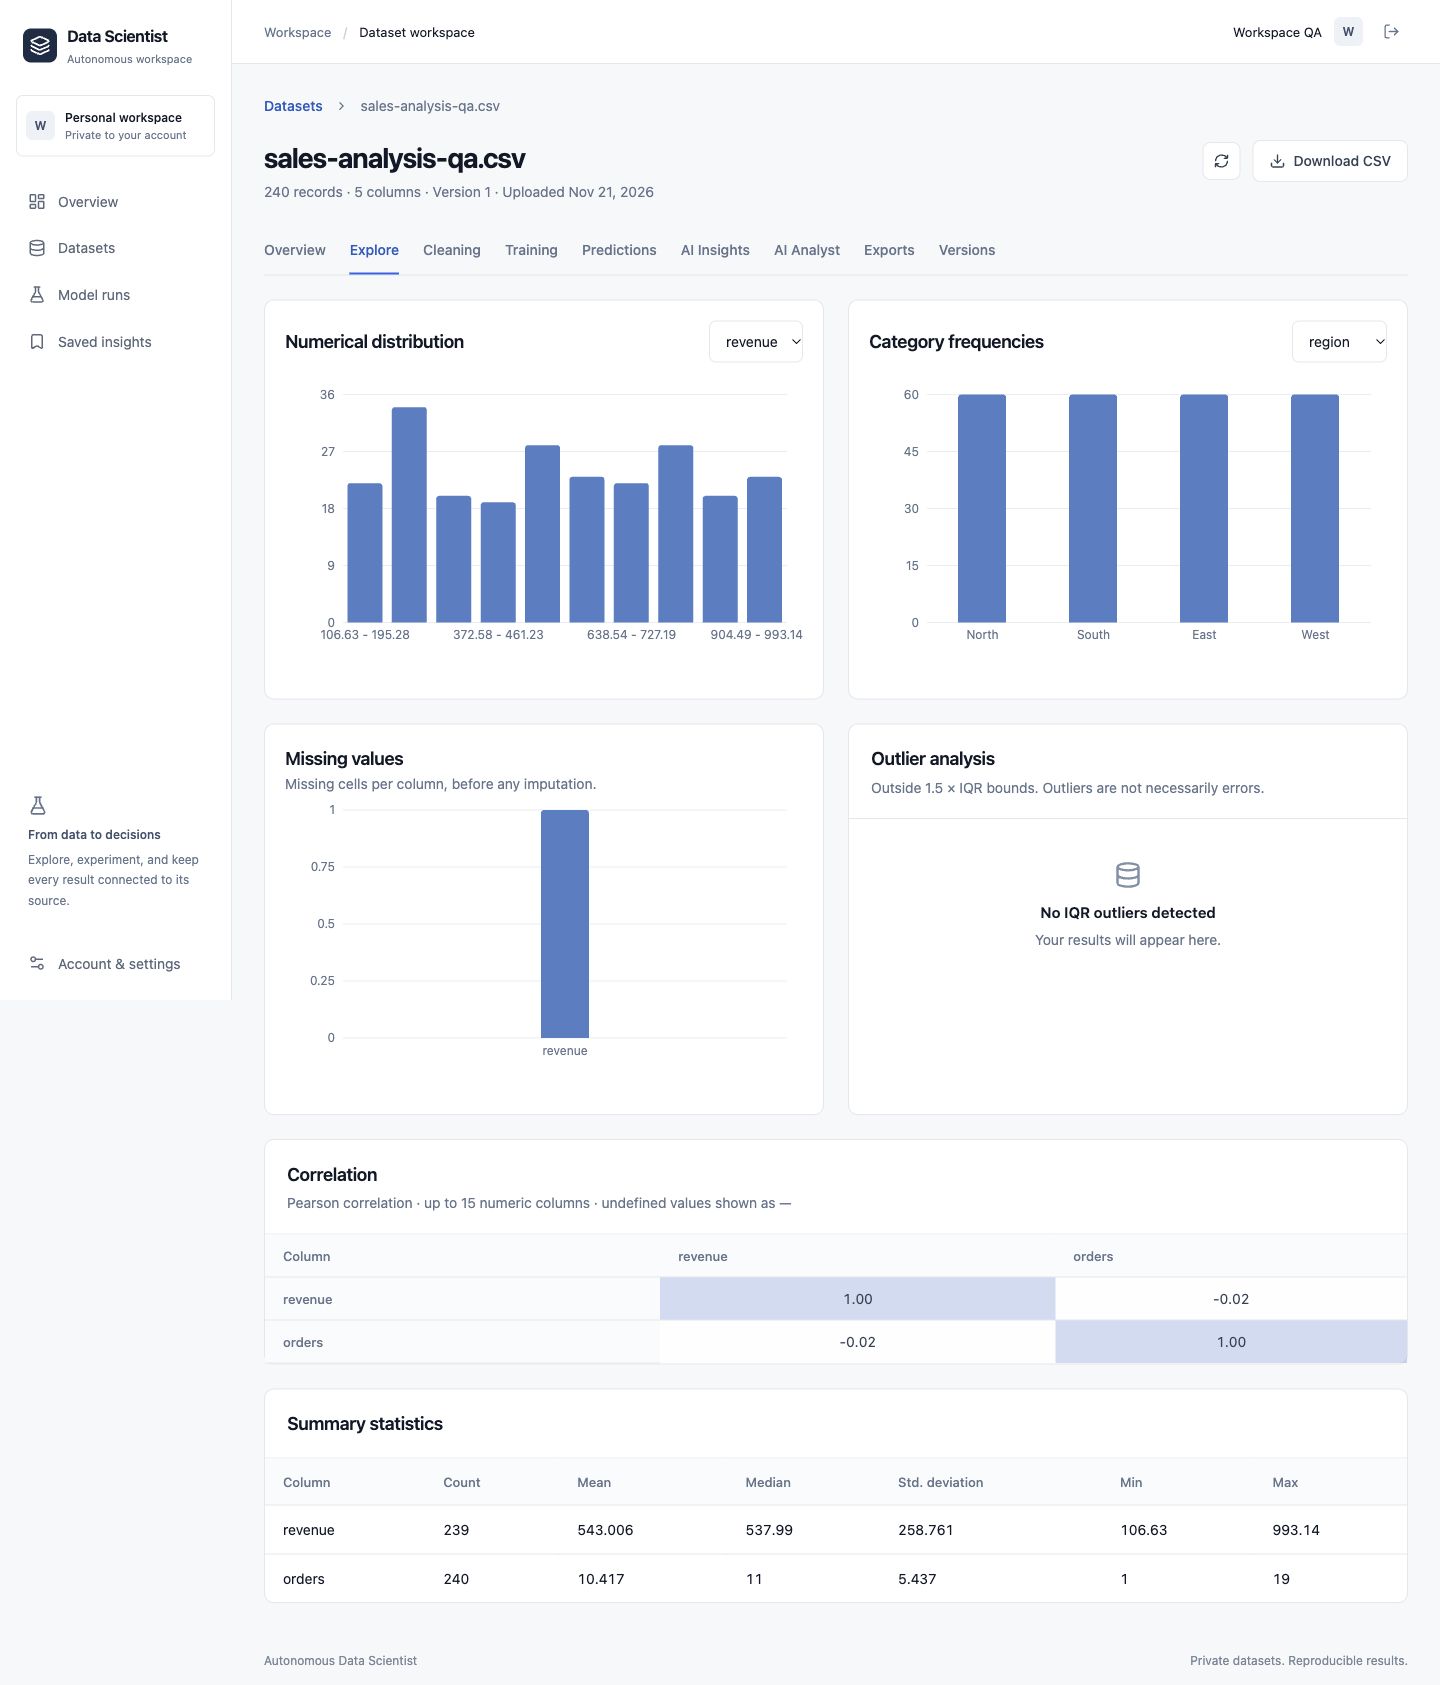 Data Scientist
Autonomous workspace
W
Personal workspace
Private to your account
Overview
Datasets
Model runs
Saved insights
From data to decisions
Explore, experiment, and keep
every result connected to its
source.
Account & settings
Workspace / Dataset workspace
Workspace QA W
Datasets > sales-analysis-qa.csv
sales-analysis-qa.csv
240 records · 5 columns · Version 1 · Uploaded Nov 21, 2026
Download CSV
Overview Explore Cleaning Training Predictions AI Insights AI Analyst Exports Versions
Numerical distribution
revenue
36
27
18
9
0
106.63 - 195.28 372.58 - 461.23 638.54 - 727.19 904.49 - 993.14
Category frequencies
region
60
45
30
15
0
North South East West
Missing values
Missing cells per column, before any imputation.
1
0.75
0.5
0.25
0
revenue
Outlier analysis
Outside 1.5 × IQR bounds. Outliers are not necessarily errors.
No IQR outliers detected
Your results will appear here.
Correlation
Pearson correlation · up to 15 numeric columns · undefined values shown as —
Column revenue orders
revenue 1.00 -0.02
orders -0.02 1.00
Summary statistics
Column Count Mean Median Std. deviation Min Max
revenue 239 543.006 537.99 258.761 106.63 993.14
orders 240 10.417 11 5.437 1 19
Autonomous Data Scientist
Private datasets. Reproducible results.